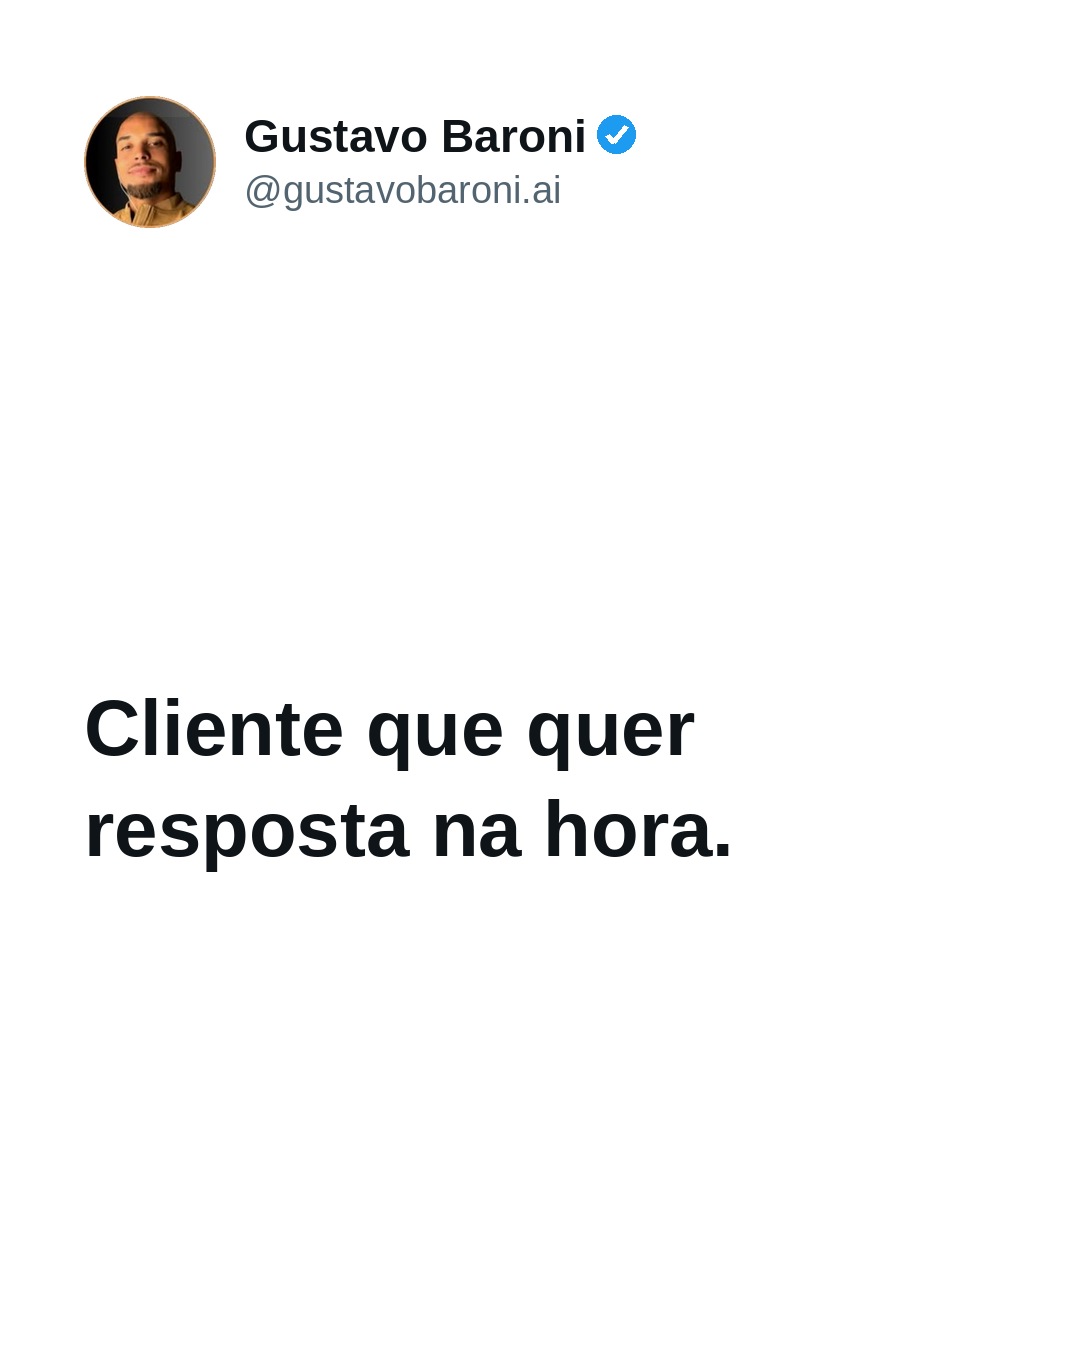 Gustavo Baroni
@gustavobaroni.ai
Cliente que quer
resposta na hora.